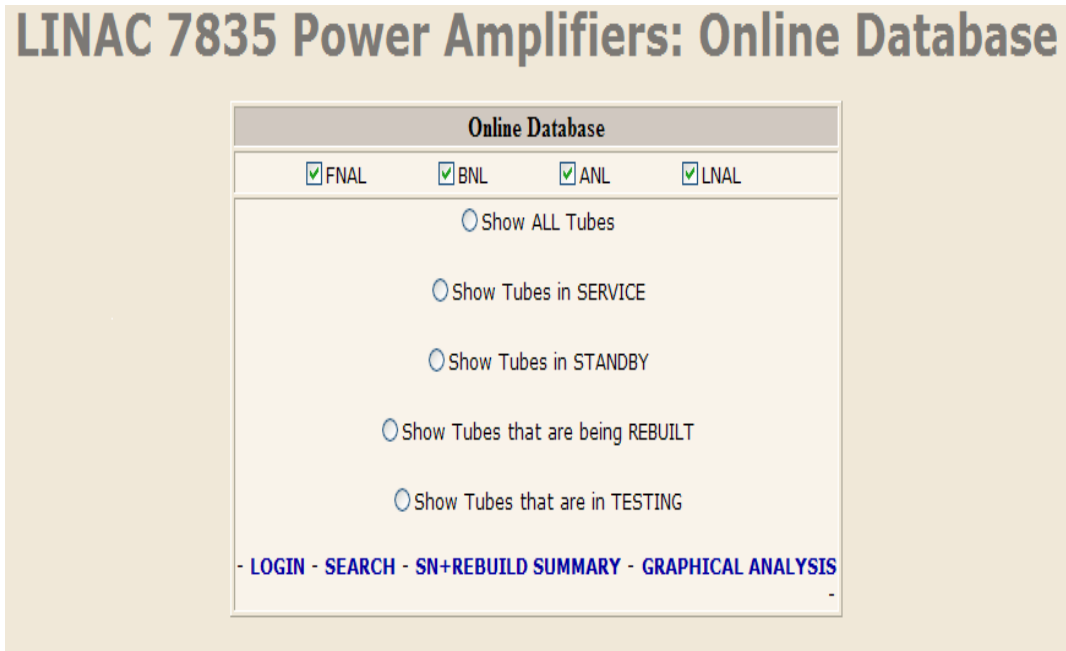 LINAC 7835 Power Amplifiers: Online Database
Online Database
FNAL BNL ANL LNAL
Show ALL Tubes
Show Tubes in SERVICE
Show Tubes in STANDBY
Show Tubes that are being REBUILT
Show Tubes that are in TESTING
- LOGIN - SEARCH - SN+REBUILD SUMMARY - GRAPHICAL ANALYSIS
-